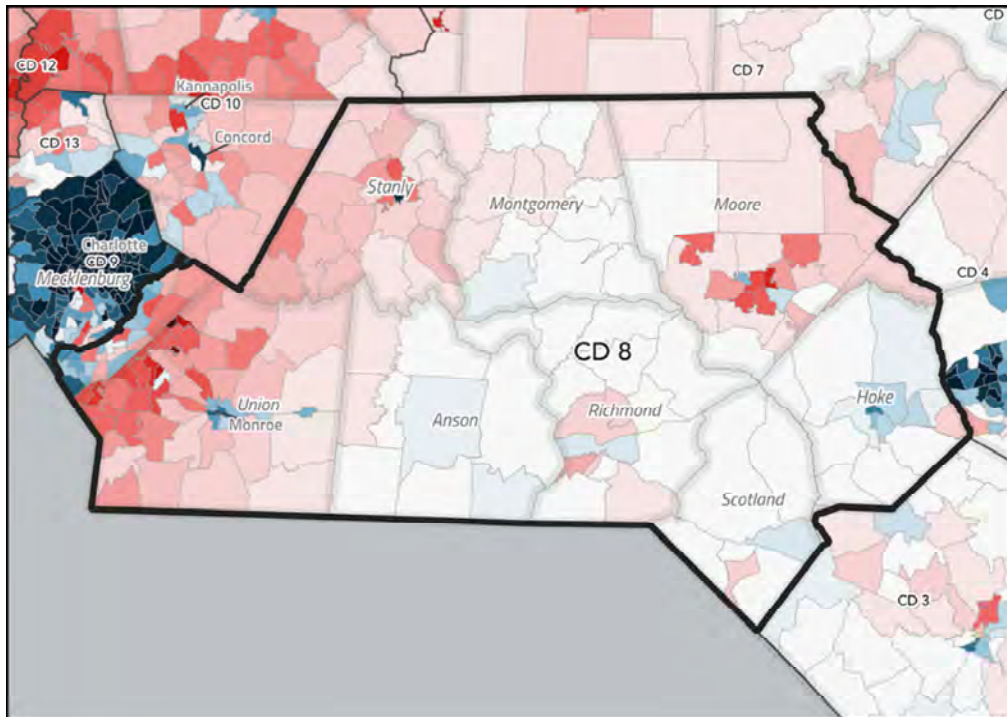 CD
CD 12
CD 7
Kannapolis
CD 10
Concord
CD 13
Stanly
Montgomery
Moore
Charlotte
CD 9
Mecklenburg
CD 4
CD 8
Union
Monroe
Anson
Richmond
Hoke
Scotland
CD 3